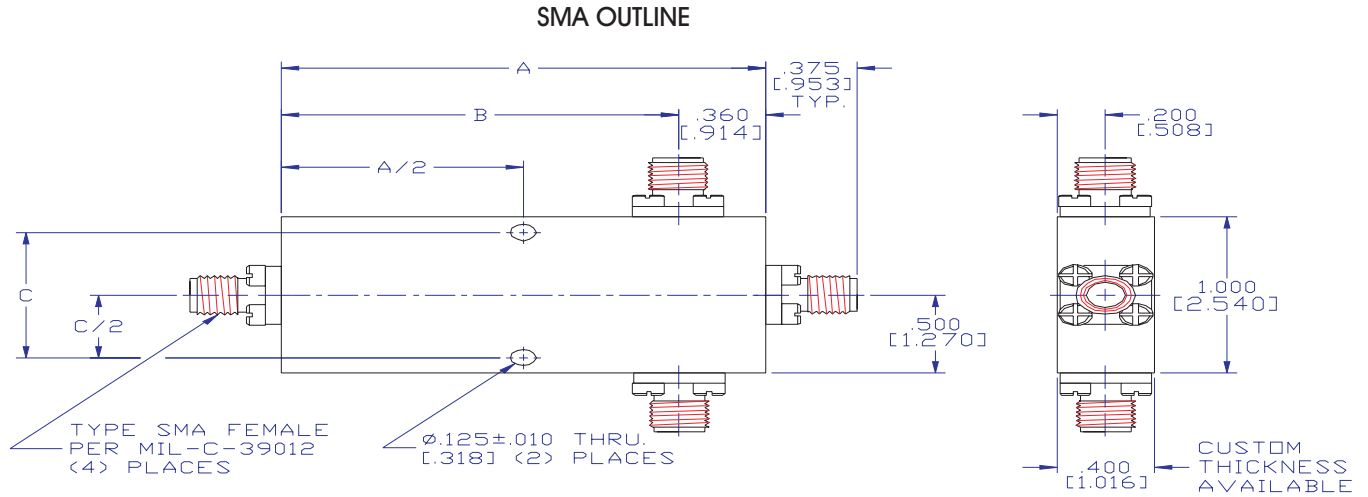 SMA OUTLINE
A
.375
[.953]
TYP.
B
.360
[.914]
.200
[.508]
A/2
C
C/2
.500
[1.270]
1.000
[2.540]
TYPE SMA FEMALE
PER MIL-C-39012
(4) PLACES
Ø.125±.010 THRU.
[.318] (2) PLACES
.400
[1.016]
CUSTOM
THICKNESS
AVAILABLE